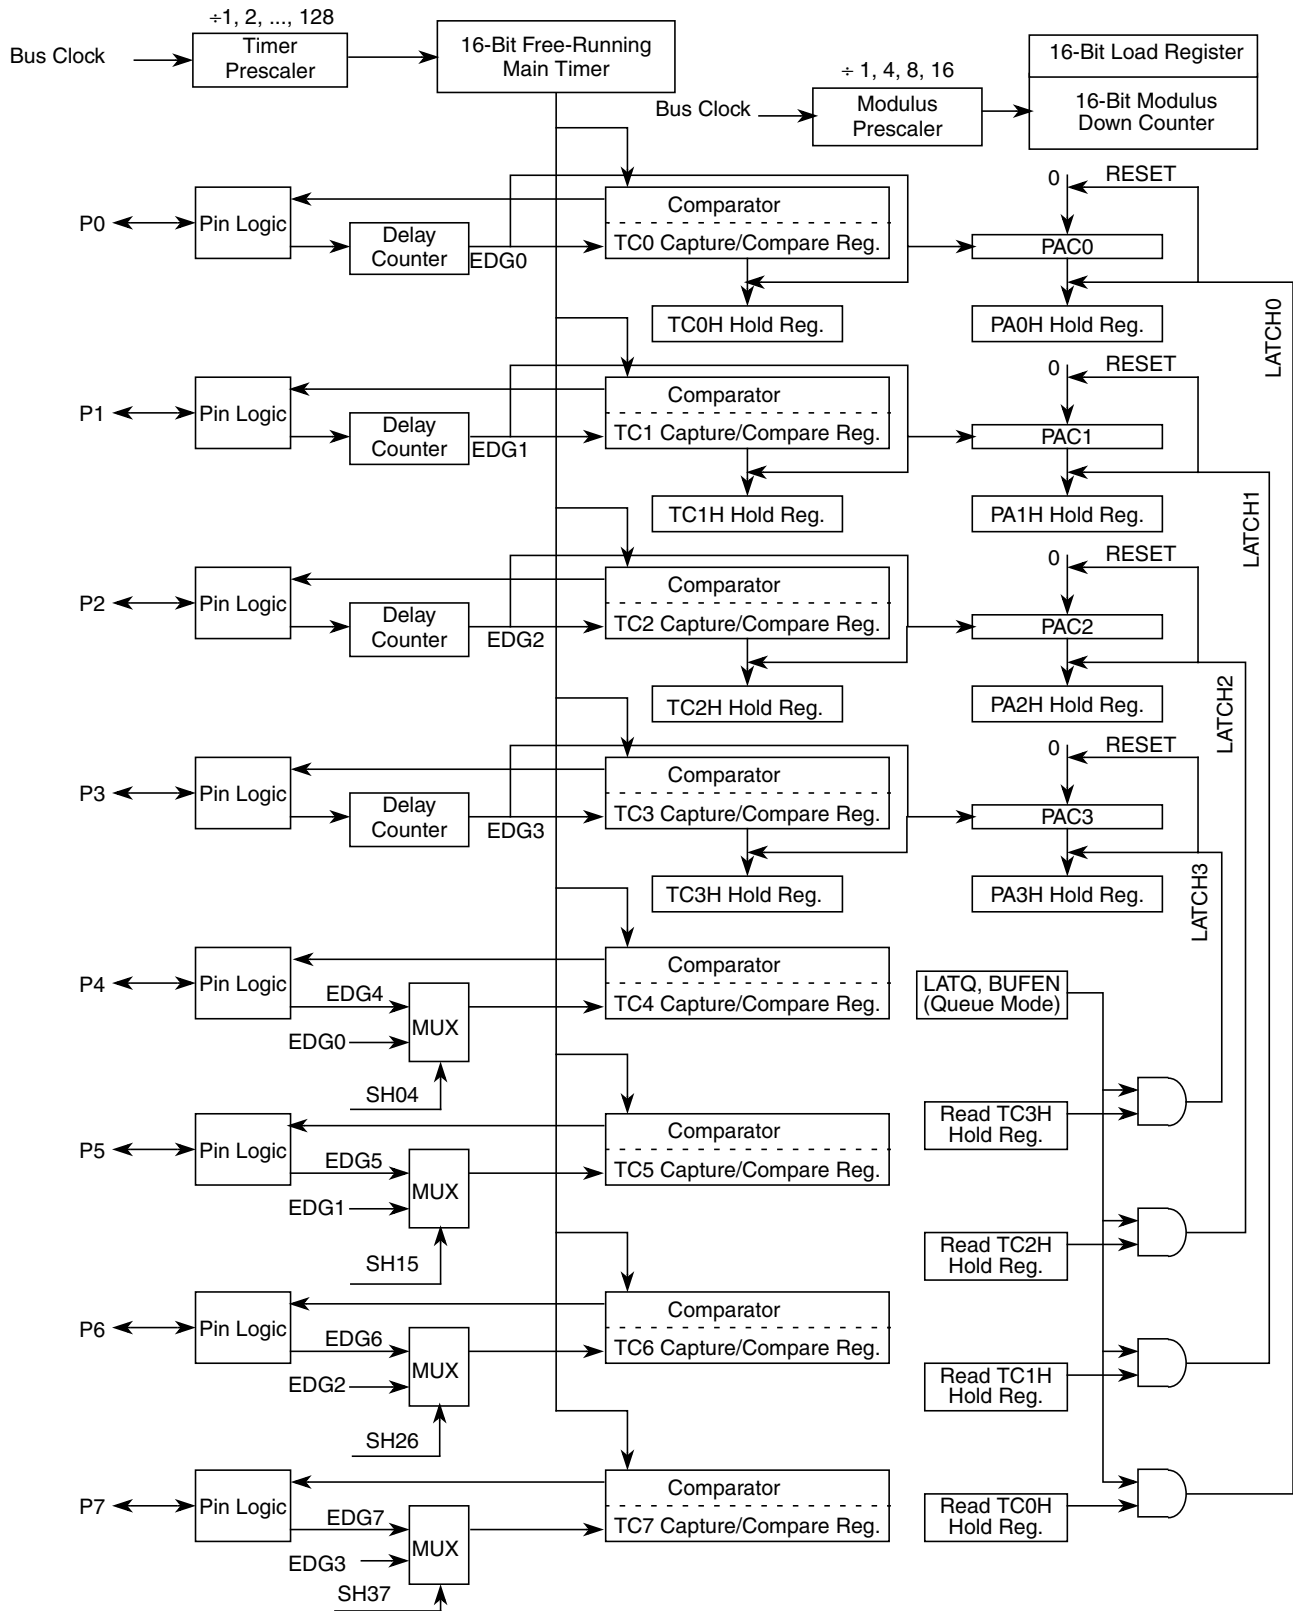 ÷1, 2, ..., 128
Bus Clock
Timer
Prescaler
16-Bit Free-Running
Main Timer
÷ 1, 4, 8, 16
Bus Clock
Modulus
Prescaler
16-Bit Load Register
16-Bit Modulus
Down Counter
P0
Pin Logic
Delay
Counter
EDG0
Comparator
TC0 Capture/Compare Reg.
TC0H Hold Reg.
0
RESET
PAC0
PA0H Hold Reg.
LATCH0
P1
Pin Logic
Delay
Counter
EDG1
Comparator
TC1 Capture/Compare Reg.
TC1H Hold Reg.
0
RESET
PAC1
PA1H Hold Reg.
LATCH1
P2
Pin Logic
Delay
Counter
EDG2
Comparator
TC2 Capture/Compare Reg.
TC2H Hold Reg.
0
RESET
PAC2
PA2H Hold Reg.
LATCH2
P3
Pin Logic
Delay
Counter
EDG3
Comparator
TC3 Capture/Compare Reg.
TC3H Hold Reg.
0
RESET
PAC3
PA3H Hold Reg.
LATCH3
P4
Pin Logic
EDG4
EDG0
MUX
SH04
Comparator
TC4 Capture/Compare Reg.
LATQ, BUFEN
(Queue Mode)
P5
Pin Logic
EDG5
EDG1
MUX
SH15
Comparator
TC5 Capture/Compare Reg.
Read TC3H
Hold Reg.
Read TC2H
Hold Reg.
P6
Pin Logic
EDG6
EDG2
MUX
SH26
Comparator
TC6 Capture/Compare Reg.
Read TC1H
Hold Reg.
P7
Pin Logic
EDG7
EDG3
MUX
SH37
Comparator
TC7 Capture/Compare Reg.
Read TC0H
Hold Reg.